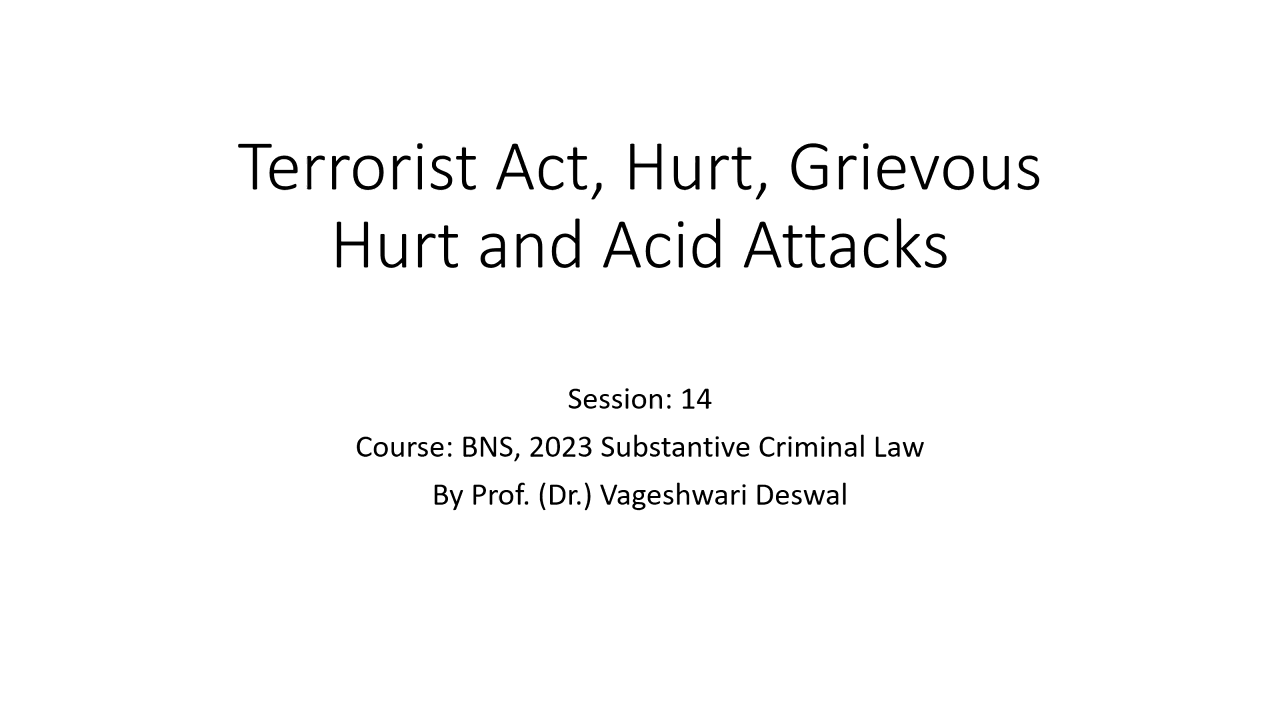 Terrorist Act, Hurt, Grievous
Hurt and Acid Attacks
Session: 14
Course: BNS, 2023 Substantive Criminal Law
By Prof. (Dr.) Vageshwari Deswal